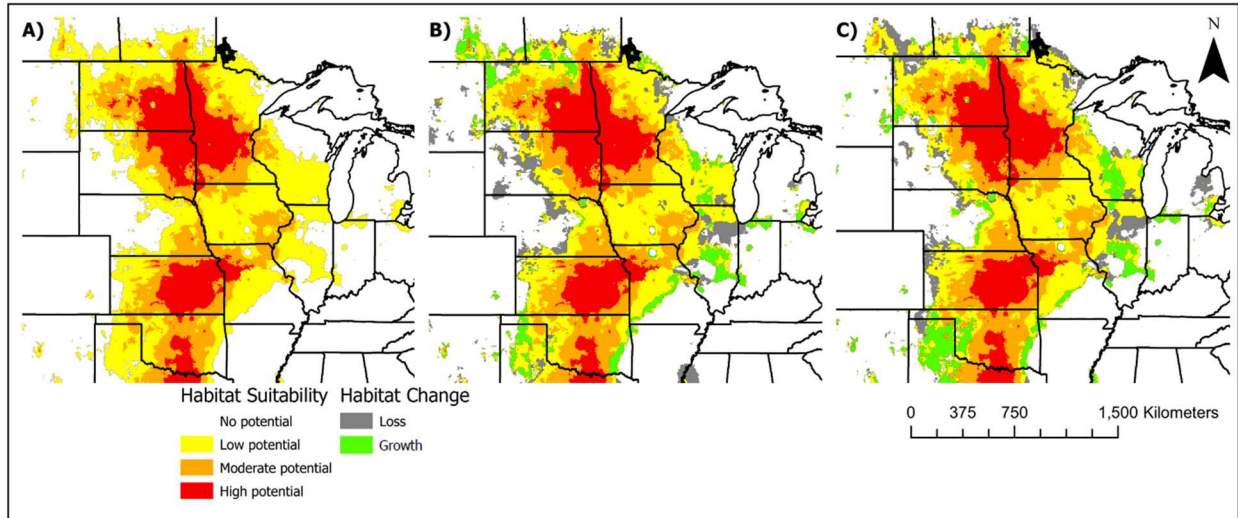 A)
B)
C)
N
Habitat Suitability
No potential
Low potential
Moderate potential
High potential
Habitat Change
Loss
Growth
0 375 750 1,500 Kilometers